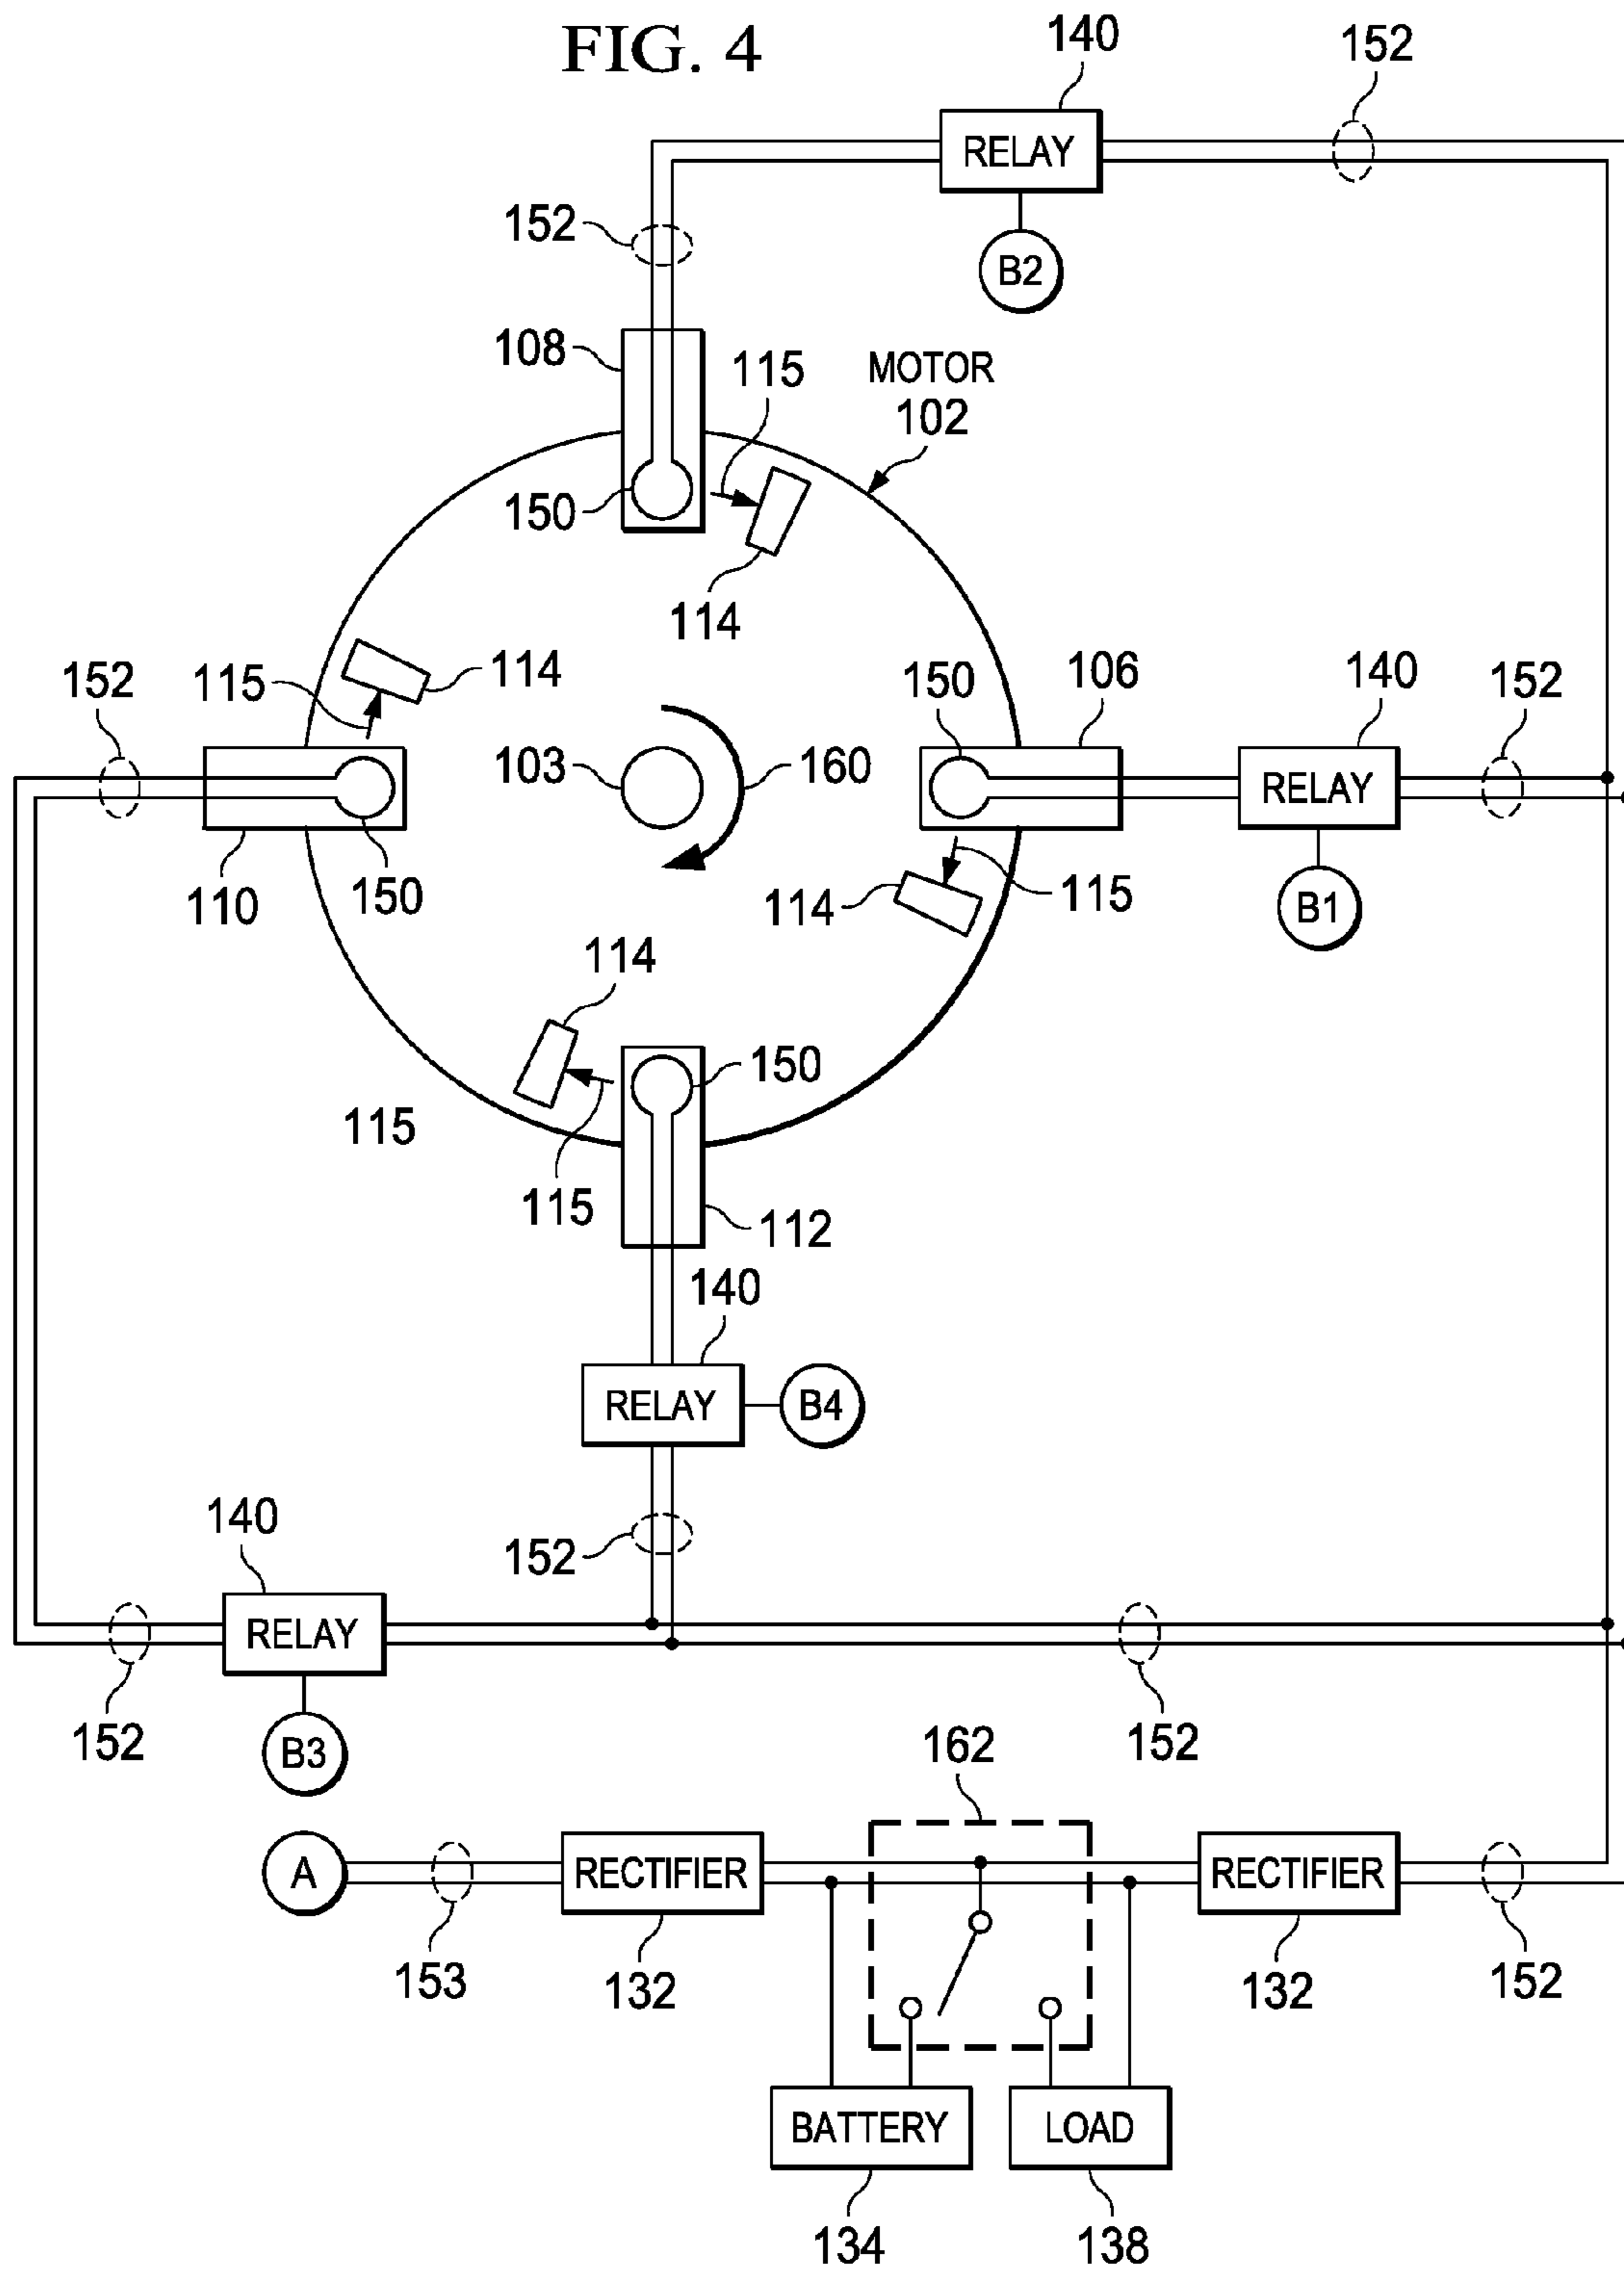 FIG. 4
140
152
RELAY
152
B2
108
115
MOTOR
102
150
114
152
115
114
150
106
140
152
103
160
RELAY
110
150
114
115
B1
114
150
115
115
112
140
RELAY
B4
140
152
RELAY
152
B3
152
162
A
RECTIFIER
RECTIFIER
153
132
132
152
BATTERY
LOAD
134
138